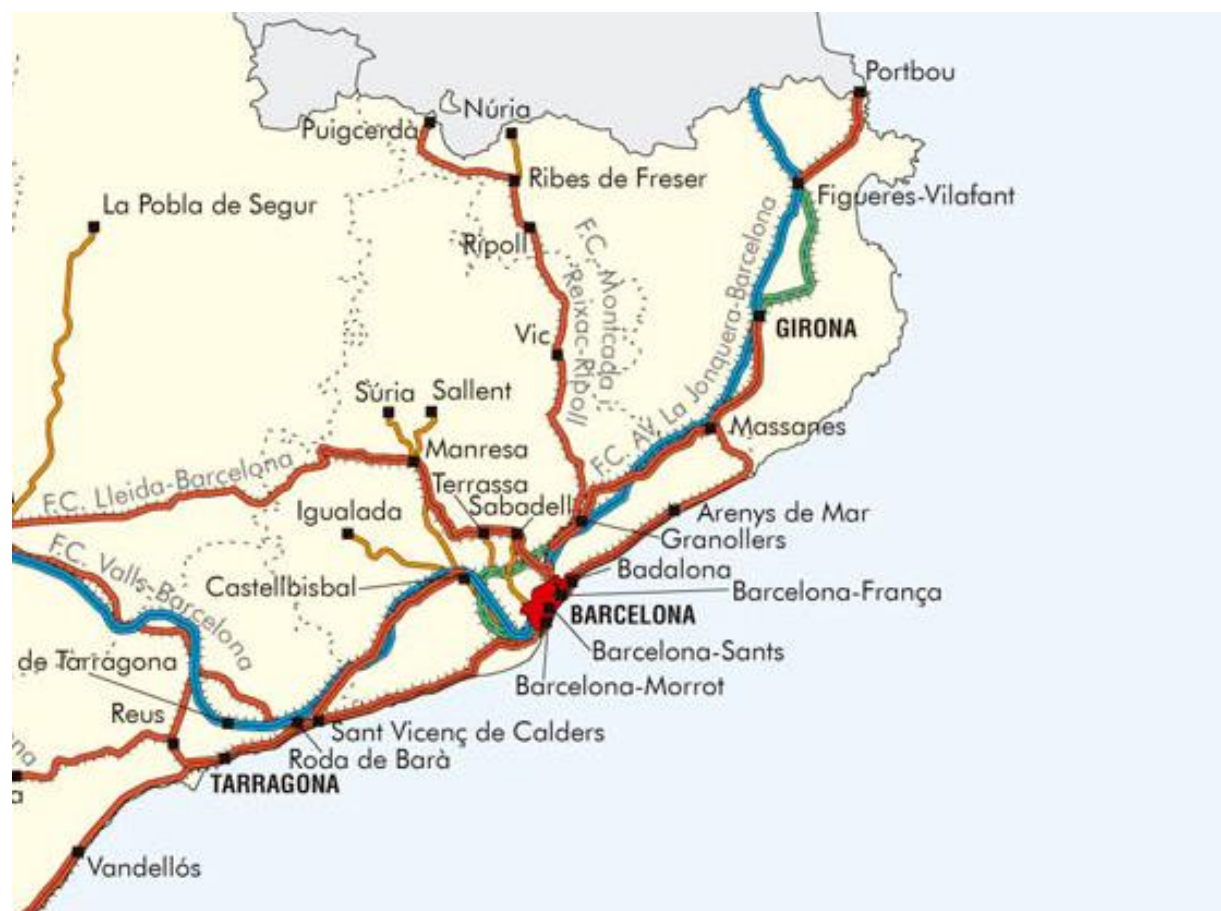 Portbou
Núria
Puigcerdà
Ribes de Freser
Figueres-Vilafant
La Pobla de Segur
Ripoll
F.C. Montcada i
Reixac-Ripoll
F.C. AV. La Jonquera-Barcelona
GIRONA
Vic
Súria
Sallent
Massanes
Manresa
F.C. Lleida-Barcelona
Terrassa
Sabadell
Igualada
Arenys de Mar
Granollers
F.C. Valls-Barcelona
Castellbisbal
Badalona
Barcelona-França
BARCELONA
Barcelona-Sants
de Tarragona
Barcelona-Morrot
Reus
Sant Vicenç de Calders
Roda de Barà
TARRAGONA
Vandellós